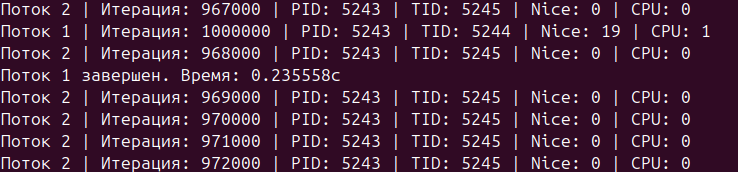 Поток 2 | Итерация: 967000 | PID: 5243 | TID: 5245 | Nice: 0 | CPU: 0
Поток 1 | Итерация: 1000000 | PID: 5243 | TID: 5244 | Nice: 19 | CPU: 1
Поток 2 | Итерация: 968000 | PID: 5243 | TID: 5245 | Nice: 0 | CPU: 0
Поток 1 завершен. Время: 0.235558с
Поток 2 | Итерация: 969000 | PID: 5243 | TID: 5245 | Nice: 0 | CPU: 0
Поток 2 | Итерация: 970000 | PID: 5243 | TID: 5245 | Nice: 0 | CPU: 0
Поток 2 | Итерация: 971000 | PID: 5243 | TID: 5245 | Nice: 0 | CPU: 0
Поток 2 | Итерация: 972000 | PID: 5243 | TID: 5245 | Nice: 0 | CPU: 0